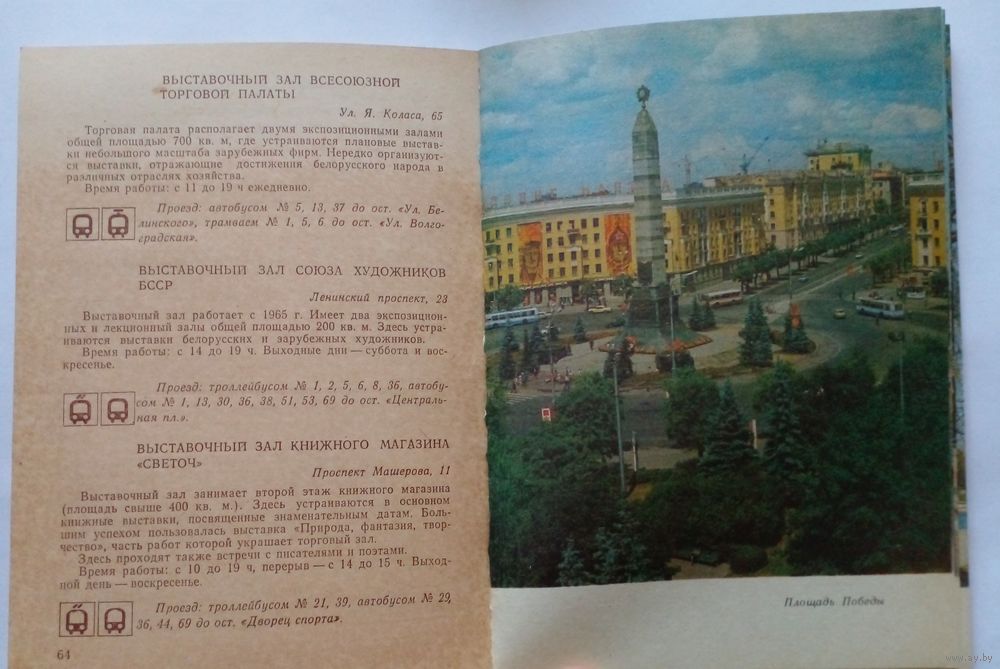 ВЫСТАВОЧНЫЙ ЗАЛ ВСЕСОЮЗНОЙ
ТОРГОВОЙ ПАЛАТЫ
Ул. Я. Коласа, 65
Торговая палата располагает двумя экспозиционными залами
общей площадью 700 кв. м, где устраиваются плановые выстав-
ки небольшого масштаба зарубежных фирм. Нередко организуют-
ся выставки, отражающие достижения белорусского народа в
различных отраслях хозяйства.
Время работы: с 11 до 19 ч ежедневно.
Проезд: автобусом № 5, 13, 37 до ост. «Ул. Бе-
линского», трамваем № 1, 5, 6 до ост. «Ул. Волго-
градская».
ВЫСТАВОЧНЫЙ ЗАЛ СОЮЗА ХУДОЖНИКОВ
БССР
Ленинский проспект, 23
Выставочный зал работает с 1965 г. Имеет два экспозицион-
ных и лекционный залы общей площадью 200 кв. м. Здесь устра-
иваются выставки белорусских и зарубежных художников.
Время работы: с 14 до 19 ч. Выходные дни — суббота и вос-
кресенье.
Проезд: троллейбусом № 1, 2, 5, 6, 8, 36, автобу-
сом № 1, 13, 30, 36, 38, 51, 53, 69 до ост. «Централь-
ная пл.».
ВЫСТАВОЧНЫЙ ЗАЛ КНИЖНОГО МАГАЗИНА
«СВЕТОЧ»
Проспект Машерова, 11
Выставочный зал занимает второй этаж книжного магазина
(площадь свыше 400 кв. м.). Здесь устраиваются в основном
книжные выставки, посвященные знаменательным датам. Боль-
шим успехом пользовалась выставка «Природа, фантазия, твор-
чество», часть работ которой украшает торговый зал.
Здесь проходят также встречи с писателями и поэтами.
Время работы: с 10 до 19 ч, перерыв — с 14 до 15 ч. Выход-
ной день — воскресенье.
Проезд: троллейбусом № 21, 39, автобусом № 29,
36, 44, 69 до ост. «Дворец спорта».
64
Площадь Победы
www.ay.by